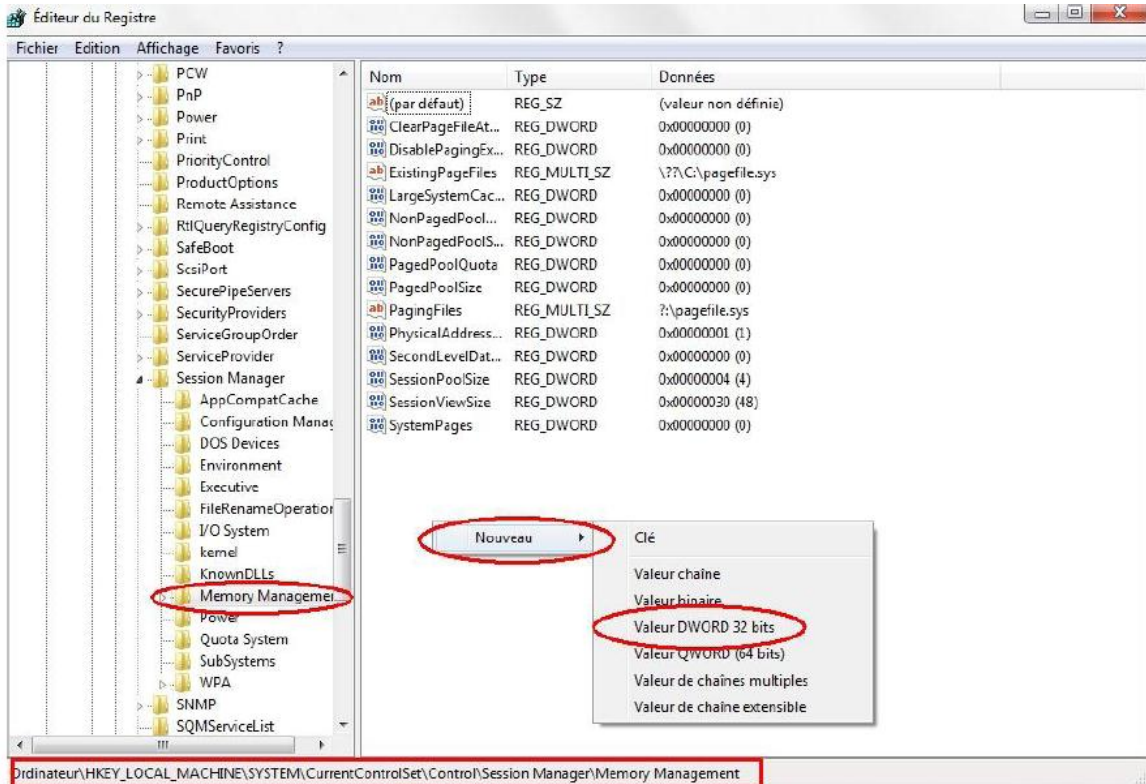 Éditeur du Registre
Fichier Edition Affichage Favoris ?
PCW
PnP
Power
Print
PriorityControl
ProductOptions
Remote Assistance
RtlQueryRegistryConfig
SafeBoot
ScsiPort
SecurePipeServers
SecurityProviders
ServiceGroupOrder
ServiceProvider
Session Manager
AppCompatCache
Configuration Manag
DOS Devices
Environment
Executive
FileRenameOperation
I/O System
kernel
KnownDLLs
Memory Manageme
Power
Quota System
SubSystems
WPA
SNMP
SQMServiceList
Nom Type Données
(par défaut) REG_SZ (valeur non définie)
ClearPageFileAt... REG_DWORD 0x00000000 (0)
DisablePagingEx... REG_DWORD 0x00000000 (0)
ExistingPageFiles REG_MULTI_SZ \??\C:\pagefile.sys
LargeSystemCac... REG_DWORD 0x00000000 (0)
NonPagedPool... REG_DWORD 0x00000000 (0)
NonPagedPoolS... REG_DWORD 0x00000000 (0)
PagedPoolQuota REG_DWORD 0x00000000 (0)
PagedPoolSize REG_DWORD 0x00000000 (0)
PagingFiles REG_MULTI_SZ ?:\pagefile.sys
PhysicalAddress... REG_DWORD 0x00000001 (1)
SecondLevelDat... REG_DWORD 0x00000000 (0)
SessionPoolSize REG_DWORD 0x00000004 (4)
SessionViewSize REG_DWORD 0x00000030 (48)
SystemPages REG_DWORD 0x00000000 (0)
Nouveau
Clé
Valeur chaîne
Valeur binaire
Valeur DWORD 32 bits
Valeur QWORD (64 bits)
Valeur de chaînes multiples
Valeur de chaîne extensible
Ordinateur\HKEY_LOCAL_MACHINE\SYSTEM\CurrentControlSet\Control\Session Manager\Memory Management